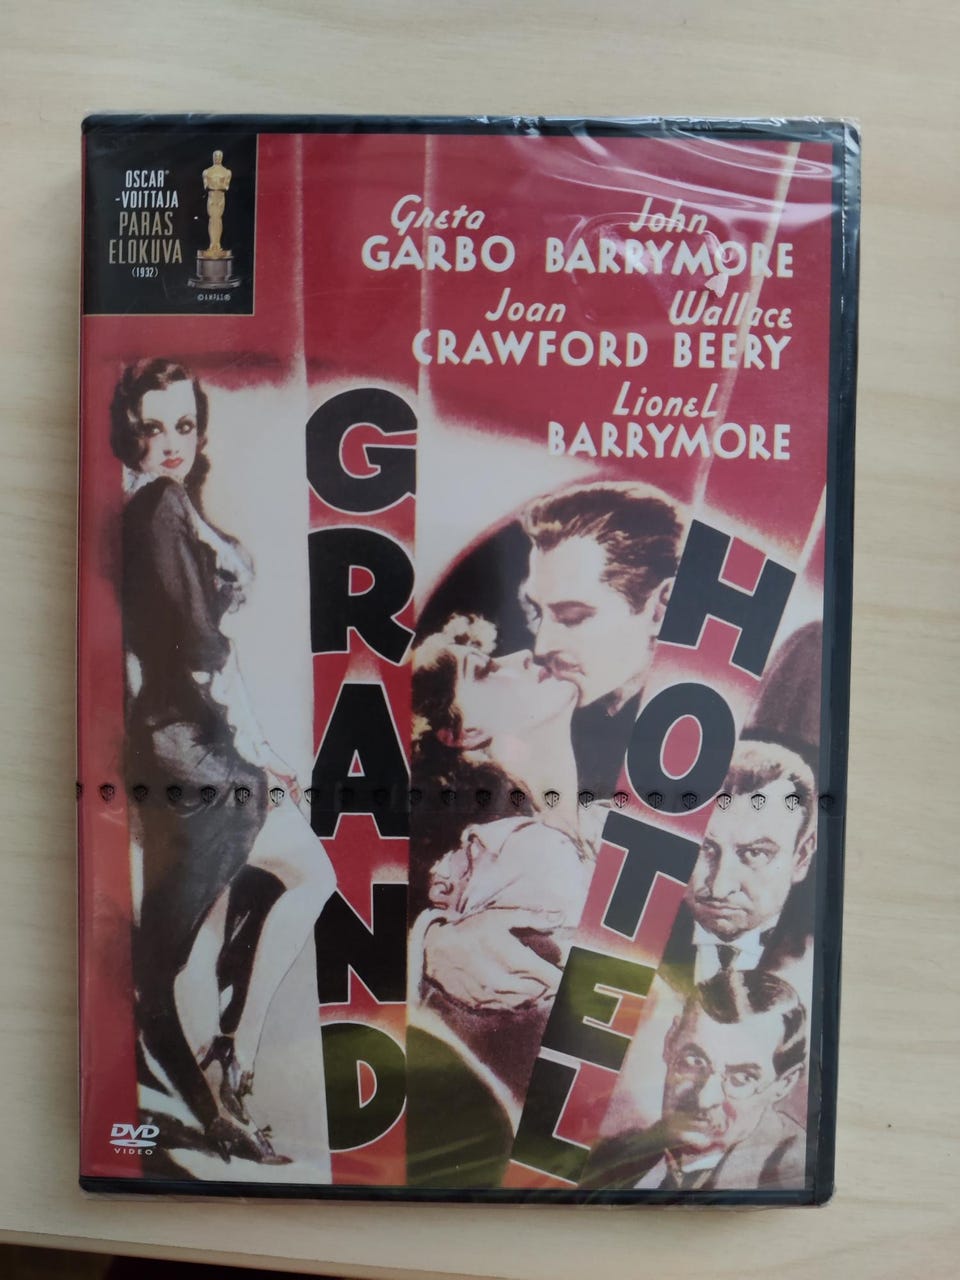 OSCAR®
-VOITTAJA
PARAS
ELOKUVA
(1932)
©A.M.P.A.S.®
Greta
GARBO
John
BARRYMORE
Joan
CRAWFORD
Wallace
BEERY
Lionel
BARRYMORE
GRAND
HOTEL
DVD
VIDEO